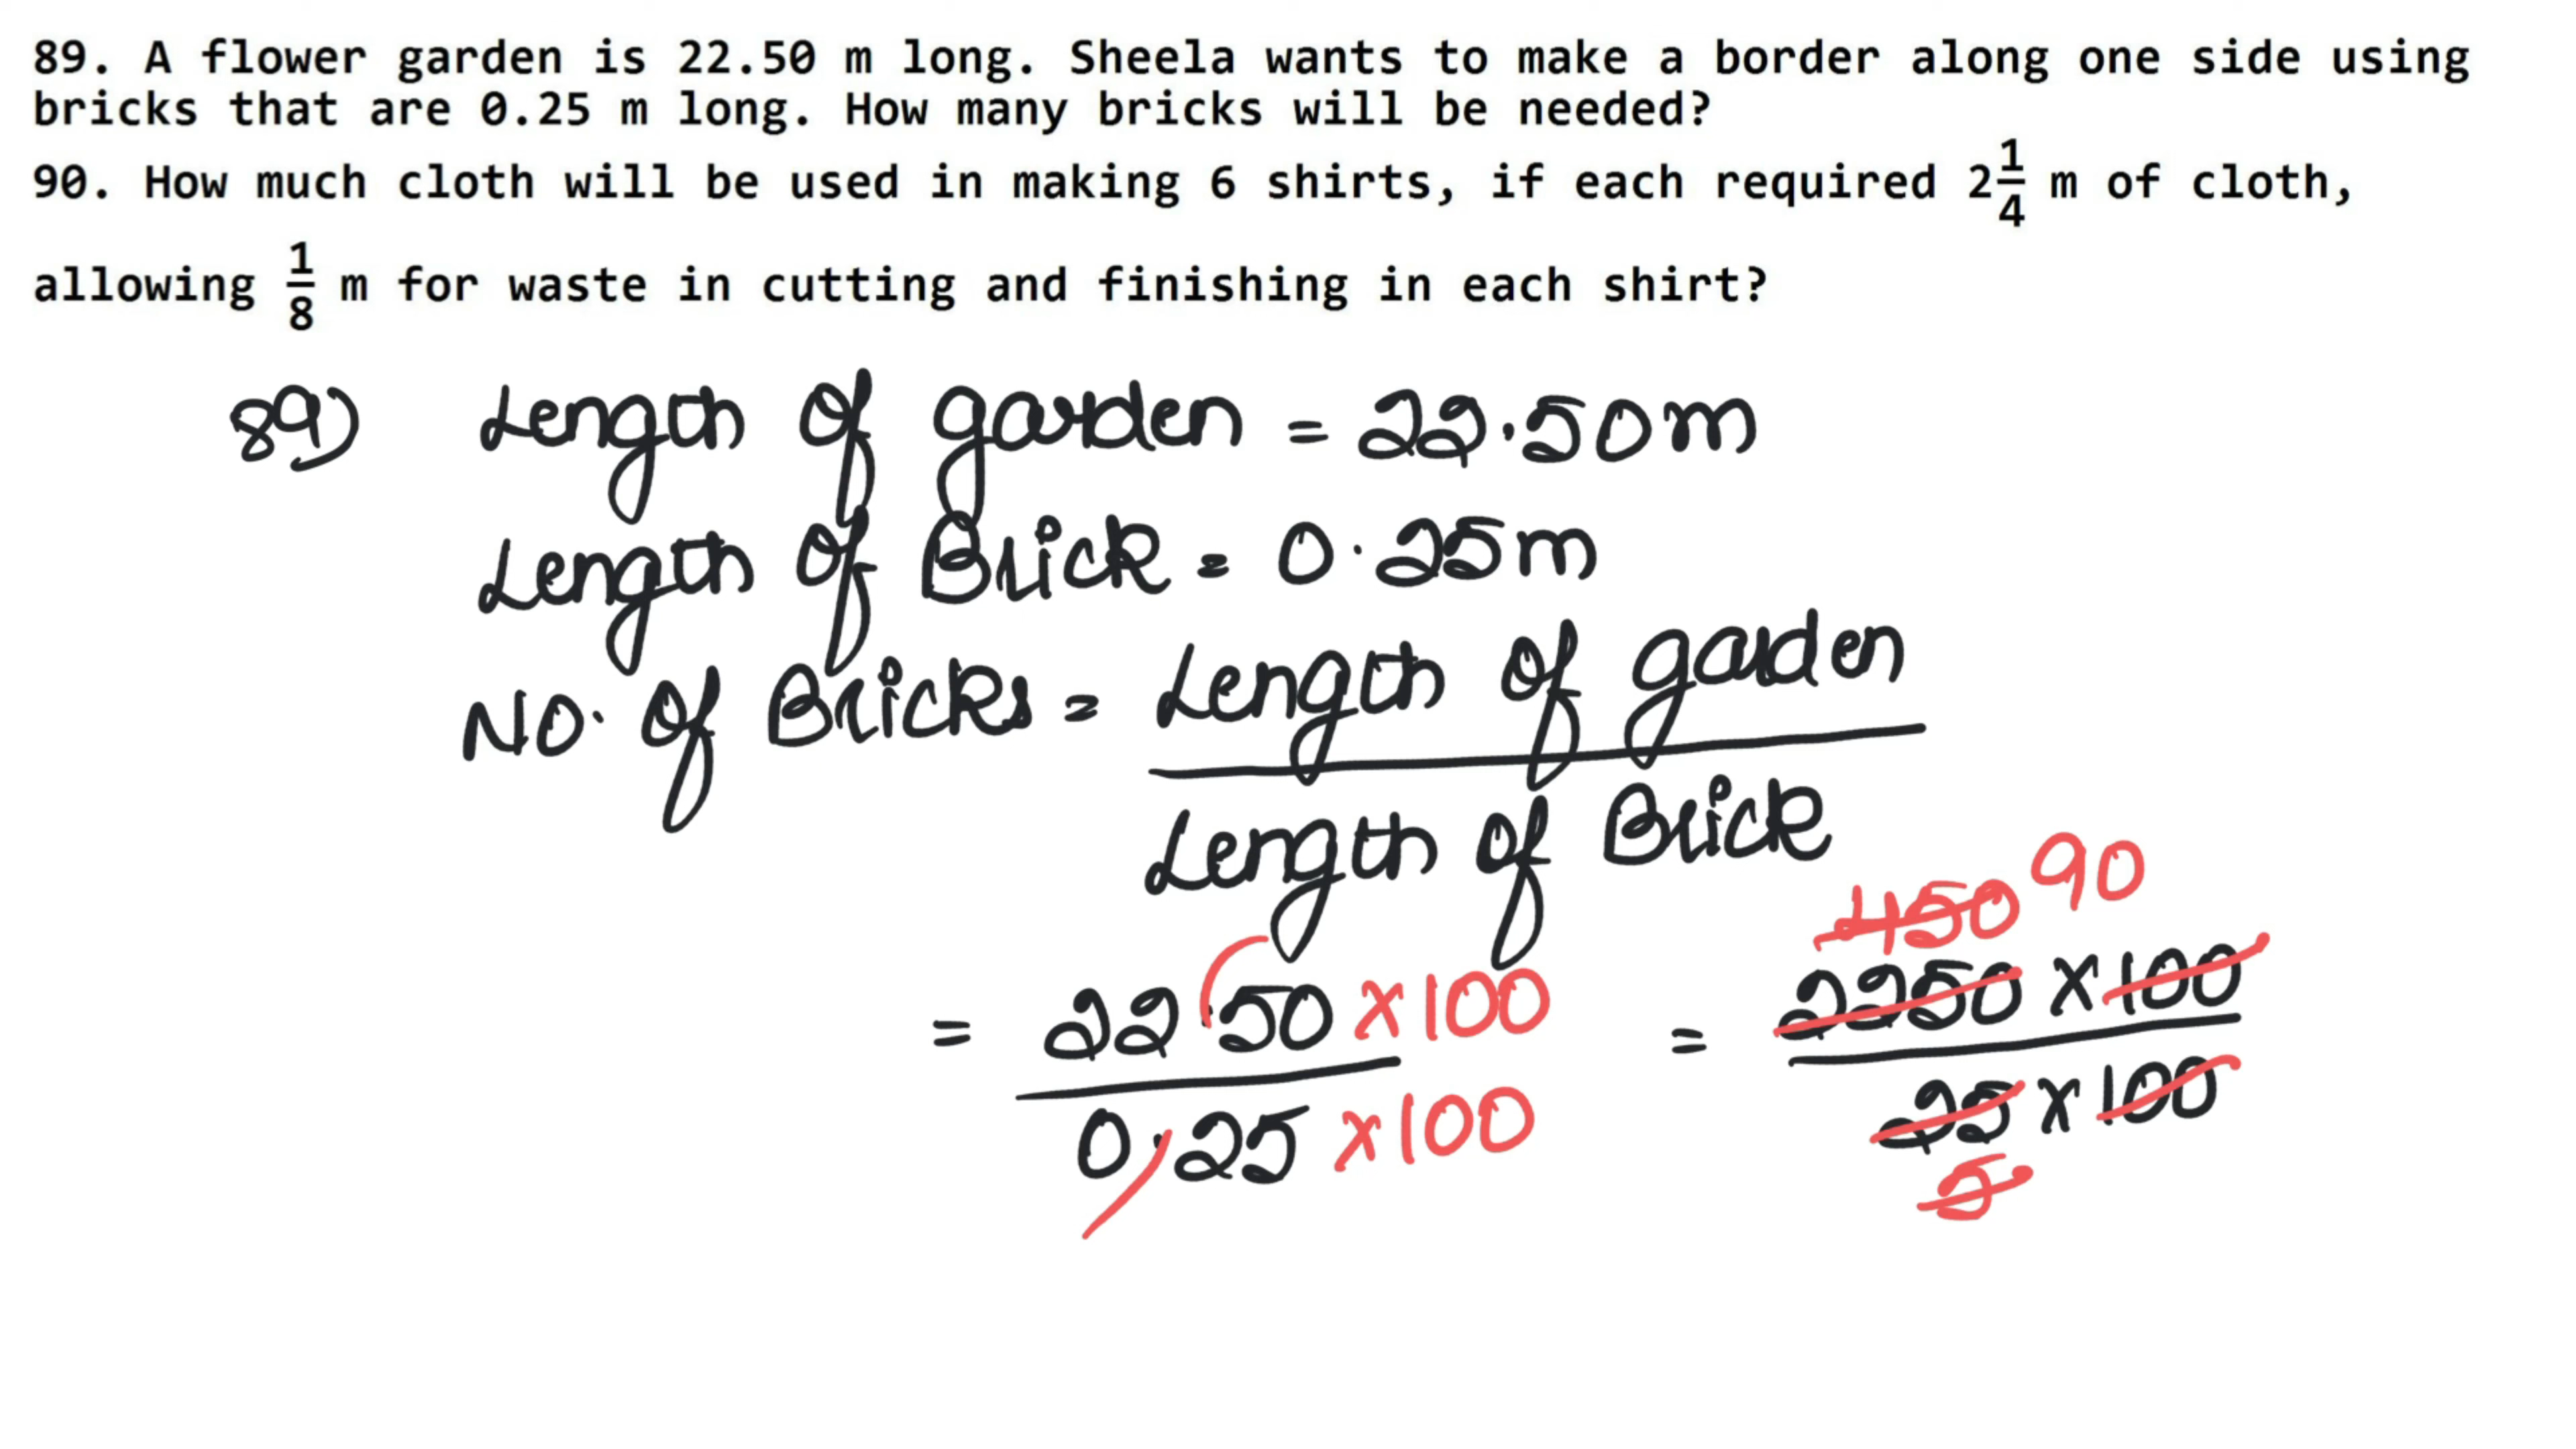 89. A flower garden is 22.50 m long. Sheela wants to make a border along one side using
bricks that are 0.25 m long. How many bricks will be needed?
90. How much cloth will be used in making 6 shirts, if each required 2 1/4 m of cloth,
allowing 1/8 m for waste in cutting and finishing in each shirt?
89) Length of garden = 22.50m
Length of Brick = 0.25m
No. of Bricks = Length of garden
Length of Brick
450 90
= 22.50 x100 = 2250 x 100
0.25 x100 25 x 100
5